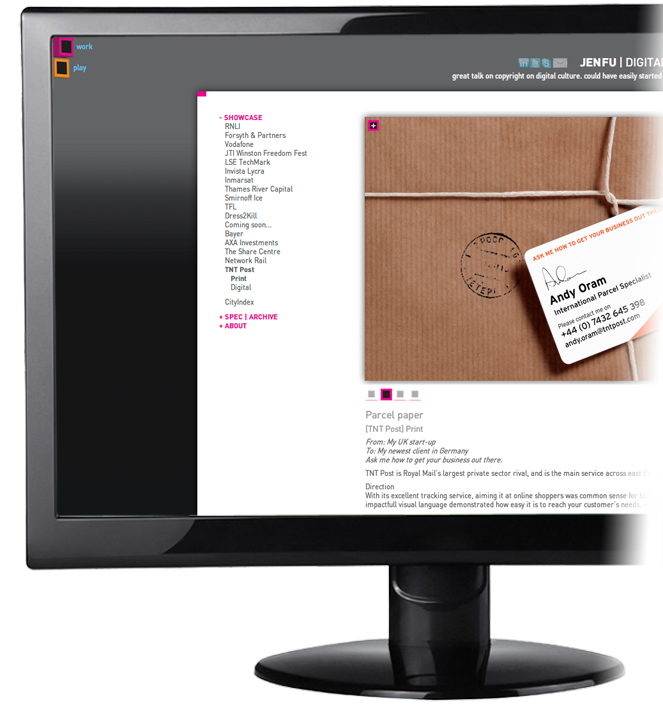 work
play
JENFU | DIGITA
great talk on copyright on digital culture. could have easily started
- SHOWCASE
RNLI
Forsyth & Partners
Vodafone
JTI Winston Freedom Fest
LSE TechMark
Invista Lycra
Inmarsat
Thames River Capital
Smirnoff Ice
TFL
Dress2Kill
Coming soon...
Bayer
AXA Investments
The Share Centre
Network Rail
TNT Post
Print
Digital
CityIndex
+ SPEC | ARCHIVE
+ ABOUT
ASK ME HOW TO GET YOUR BUSINESS OUT THE
Andy Oram
International Parcel Specialist
Please contact me on
+44 (0) 7432 645 398
andy.oram@tntpost.com
Parcel paper
[TNT Post] Print
From: My UK start-up
To: My newest client in Germany
Ask me how to get your business out there.
TNT Post is Royal Mail's largest private sector rival, and is the main service across east
Direction
With its excellent tracking service, aiming it at online shoppers was common sense for
impactfull visual language demonstrated how easy it is to reach your customer's needs,